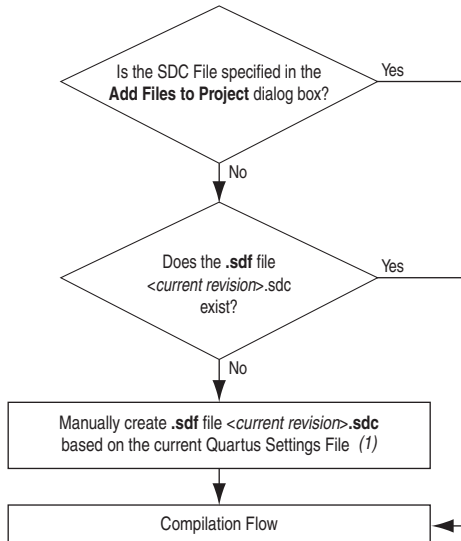 Is the SDC File specified in the
Add Files to Project dialog box?
Yes
No
Does the .sdf file
<current revision>.sdc
exist?
Yes
No
Manually create .sdf file <current revision>.sdc
based on the current Quartus Settings File (1)
Compilation Flow